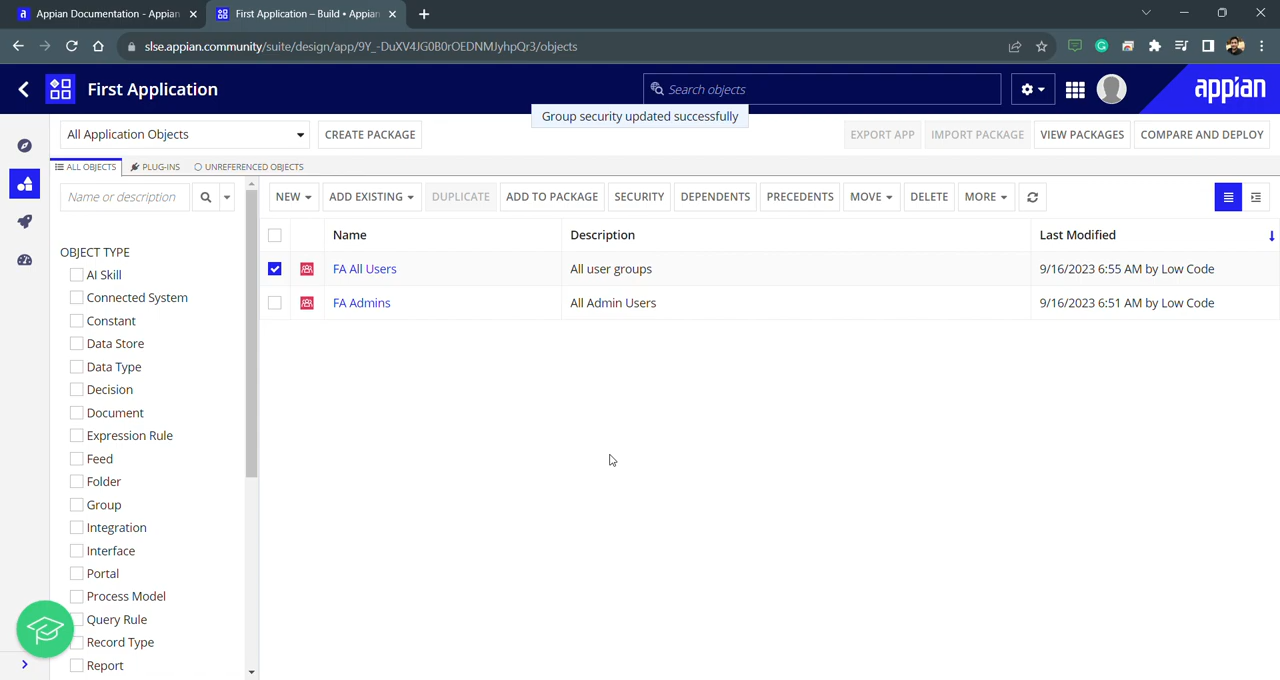 Appian Documentation - Appian
First Application – Build • Appian
slse.appian.community/suite/design/app/9Y_-DuXV4JG0B0rOEDNMJyhpQr3/objects
First Application
Search objects
appian
Group security updated successfully
All Application Objects
CREATE PACKAGE
EXPORT APP
IMPORT PACKAGE
VIEW PACKAGES
COMPARE AND DEPLOY
ALL OBJECTS
PLUG-INS
UNREFERENCED OBJECTS
Name or description
NEW
ADD EXISTING
DUPLICATE
ADD TO PACKAGE
SECURITY
DEPENDENTS
PRECEDENTS
MOVE
DELETE
MORE
Name
Description
Last Modified
FA All Users
All user groups
9/16/2023 6:55 AM by Low Code
FA Admins
All Admin Users
9/16/2023 6:51 AM by Low Code
OBJECT TYPE
AI Skill
Connected System
Constant
Data Store
Data Type
Decision
Document
Expression Rule
Feed
Folder
Group
Integration
Interface
Portal
Process Model
Query Rule
Record Type
Report